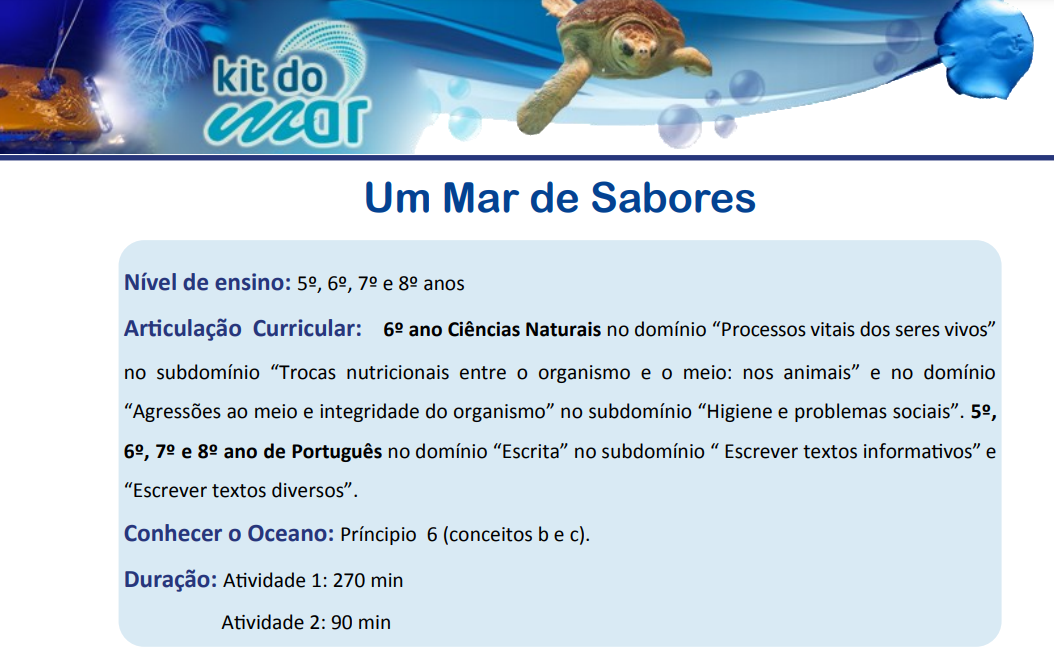 kit do
mar
Um Mar de Sabores
Nível de ensino: 5º, 6º, 7º e 8º anos
Articulação Curricular: 6º ano Ciências Naturais no domínio “Processos vitais dos seres vivos”
no subdomínio “Trocas nutricionais entre o organismo e o meio: nos animais” e no domínio
“Agressões ao meio e integridade do organismo” no subdomínio “Higiene e problemas sociais”. 5º,
6º, 7º e 8º ano de Português no domínio “Escrita” no subdomínio “ Escrever textos informativos” e
“Escrever textos diversos”.
Conhecer o Oceano: Príncipio 6 (conceitos b e c).
Duração: Atividade 1: 270 min
Atividade 2: 90 min